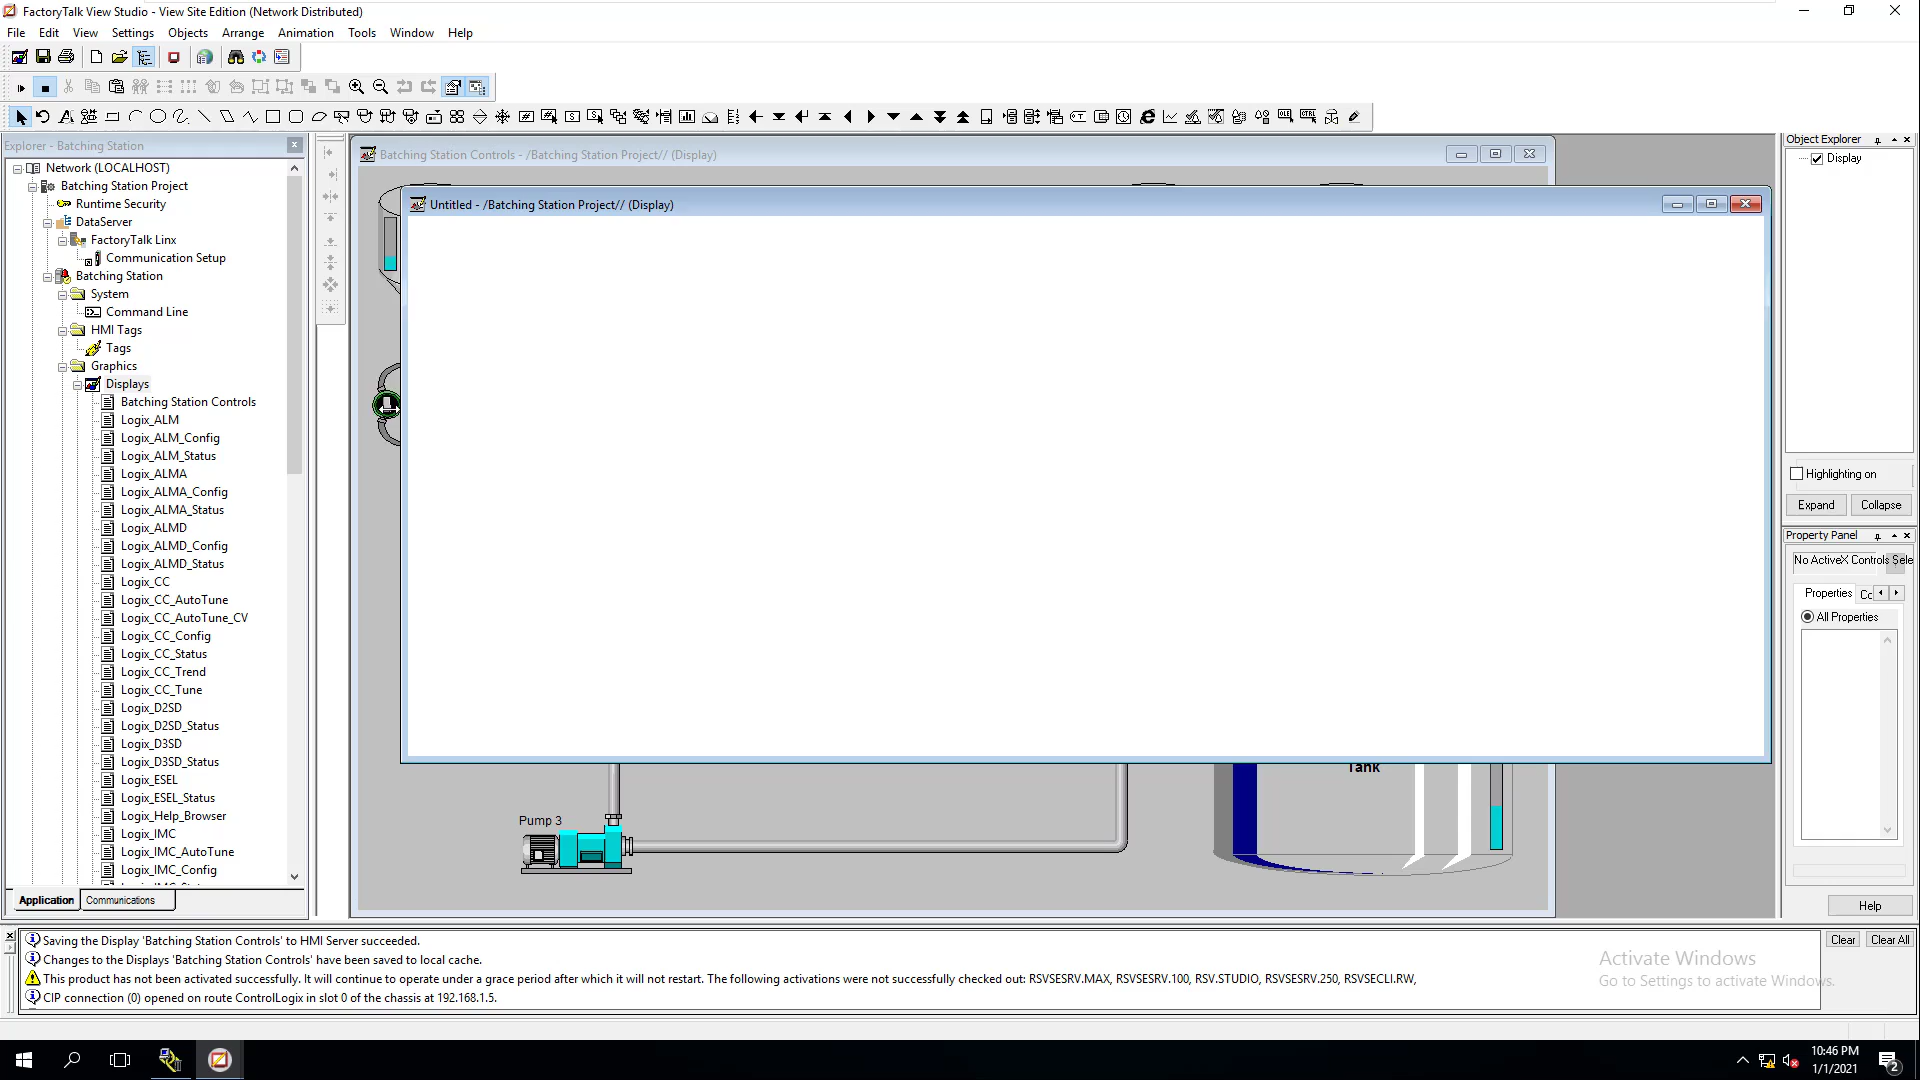 FactoryTalk View Studio - View Site Edition (Network Distributed)
File Edit View Settings Objects Arrange Animation Tools Window Help
Explorer - Batching Station
Network (LOCALHOST)
Batching Station Project
Runtime Security
DataServer
FactoryTalk Linx
Communication Setup
Batching Station
System
Command Line
HMI Tags
Tags
Graphics
Displays
Batching Station Controls
Logix_ALM
Logix_ALM_Config
Logix_ALM_Status
Logix_ALMA
Logix_ALMA_Config
Logix_ALMA_Status
Logix_ALMD
Logix_ALMD_Config
Logix_ALMD_Status
Logix_CC
Logix_CC_AutoTune
Logix_CC_AutoTune_CV
Logix_CC_Config
Logix_CC_Status
Logix_CC_Trend
Logix_CC_Tune
Logix_D2SD
Logix_D2SD_Status
Logix_D3SD
Logix_D3SD_Status
Logix_ESEL
Logix_ESEL_Status
Logix_Help_Browser
Logix_IMC
Logix_IMC_AutoTune
Logix_IMC_Config
Application Communications
Batching Station Controls - /Batching Station Project// (Display)
Untitled - /Batching Station Project// (Display)
Tank
Pump 3
Object Explorer
Display
Highlighting on
Expand Collapse
Property Panel
No ActiveX Controls Sele
Properties Cc
All Properties
Help
Saving the Display 'Batching Station Controls' to HMI Server succeeded.
Changes to the Displays 'Batching Station Controls' have been saved to local cache.
This product has not been activated successfully. It will continue to operate under a grace period after which it will not restart. The following activations were not successfully checked out: RSVSESRV.MAX, RSVSESRV.100, RSV.STUDIO, RSVSESRV.250, RSVSECLI.RW,
CIP connection (0) opened on route ControlLogix in slot 0 of the chassis at 192.168.1.5.
Clear Clear All
Activate Windows
Go to Settings to activate Windows.
10:46 PM
1/1/2021
2